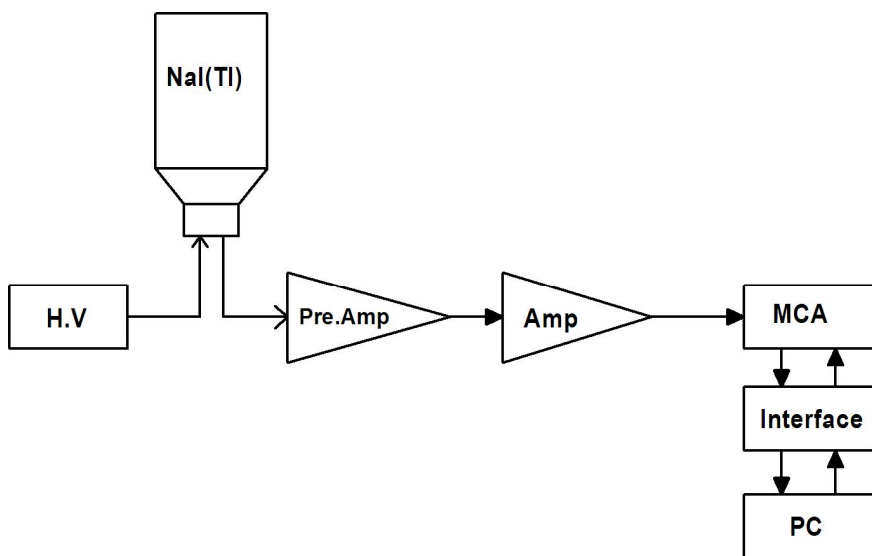 NaI(Tl)
H.V
Pre.Amp
Amp
MCA
Interface
PC